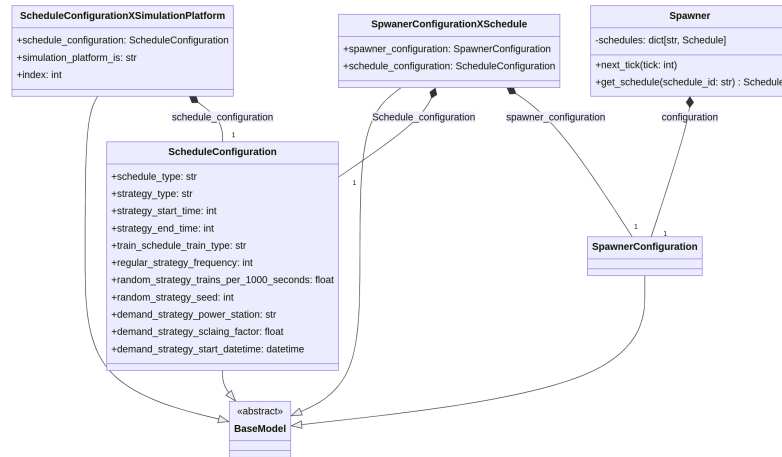 ScheduleConfigurationXSimulationPlatform
+schedule_configuration: ScheduleConfiguration
+simulation_platform_is: str
+index: int
SpwanerConfigurationXSchedule
+spawner_configuration: SpawnerConfiguration
+schedule_configuration: ScheduleConfiguration
Spawner
-schedules: dict[str, Schedule]
+next_tick(tick: int)
+get_schedule(schedule_id: str) : Schedule
schedule_configuration
1
Schedule_configuration
1
spawner_configuration
1
configuration
1
ScheduleConfiguration
+schedule_type: str
+strategy_type: str
+strategy_start_time: int
+strategy_end_time: int
+train_schedule_train_type: str
+regular_strategy_frequency: int
+random_strategy_trains_per_1000_seconds: float
+random_strategy_seed: int
+demand_strategy_power_station: str
+demand_strategy_sclaing_factor: float
+demand_strategy_start_datetime: datetime
SpawnerConfiguration
«abstract»
BaseModel